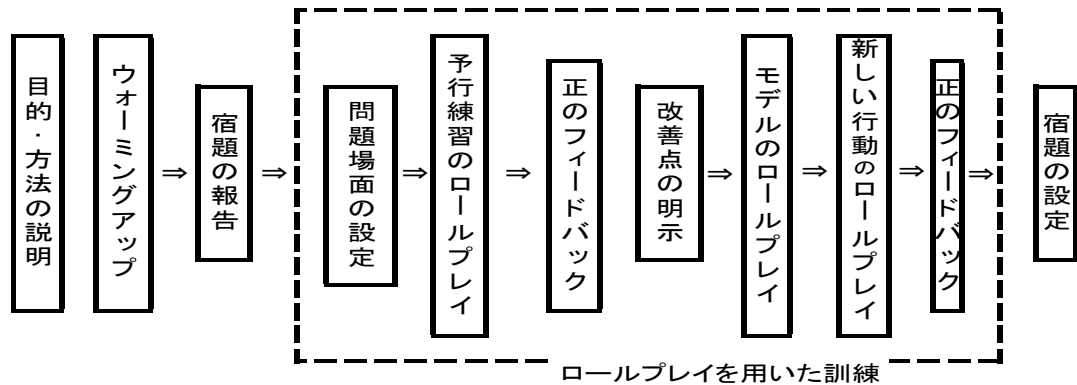 目的・方法の説明
ウォーミングアップ
⇒
宿題の報告
⇒
問題場面の設定
⇒
予行練習のロールプレイ
⇒
正のフィードバック
改善点の明示
⇒
モデルのロールプレイ
⇒
新しい行動のロールプレイ
⇒
正のフィードバック
⇒
宿題の設定
ロールプレイを用いた訓練